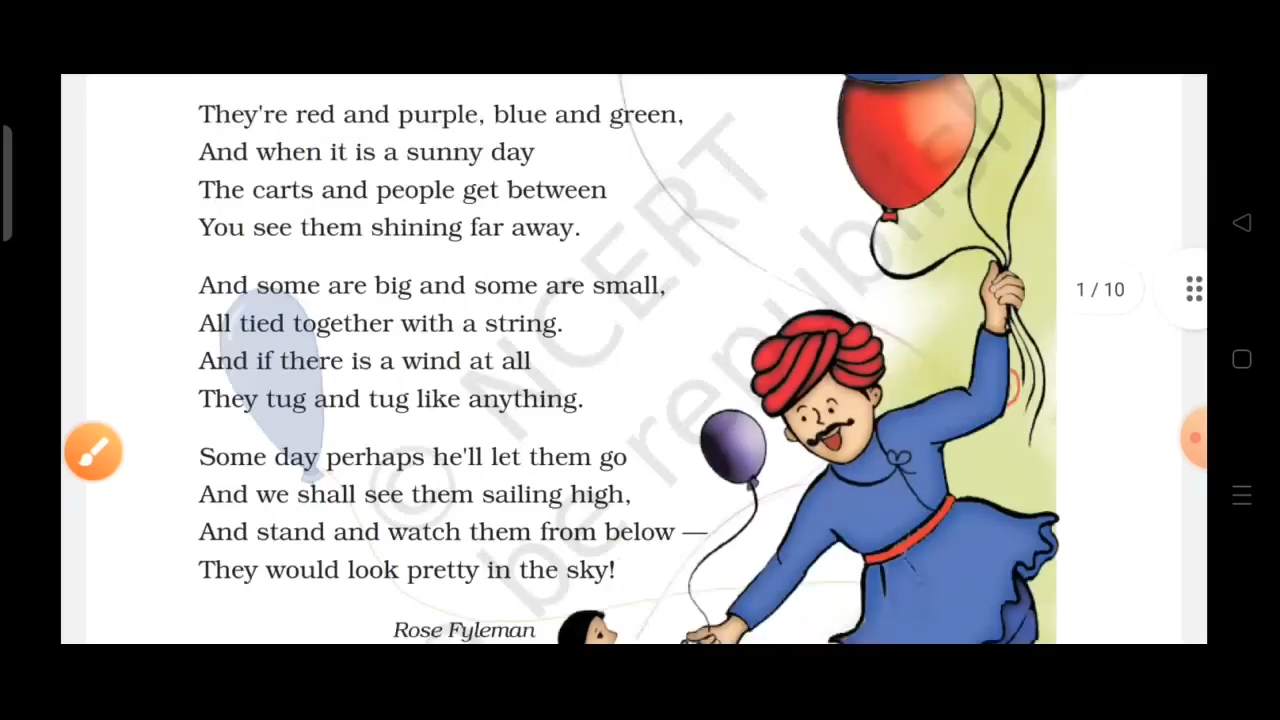 They're red and purple, blue and green,
And when it is a sunny day
The carts and people get between
You see them shining far away.
And some are big and some are small,
All tied together with a string.
And if there is a wind at all
They tug and tug like anything.
Some day perhaps he'll let them go
And we shall see them sailing high,
And stand and watch them from below —
They would look pretty in the sky!
Rose Fyleman
© NCERT
be republished
1 / 10